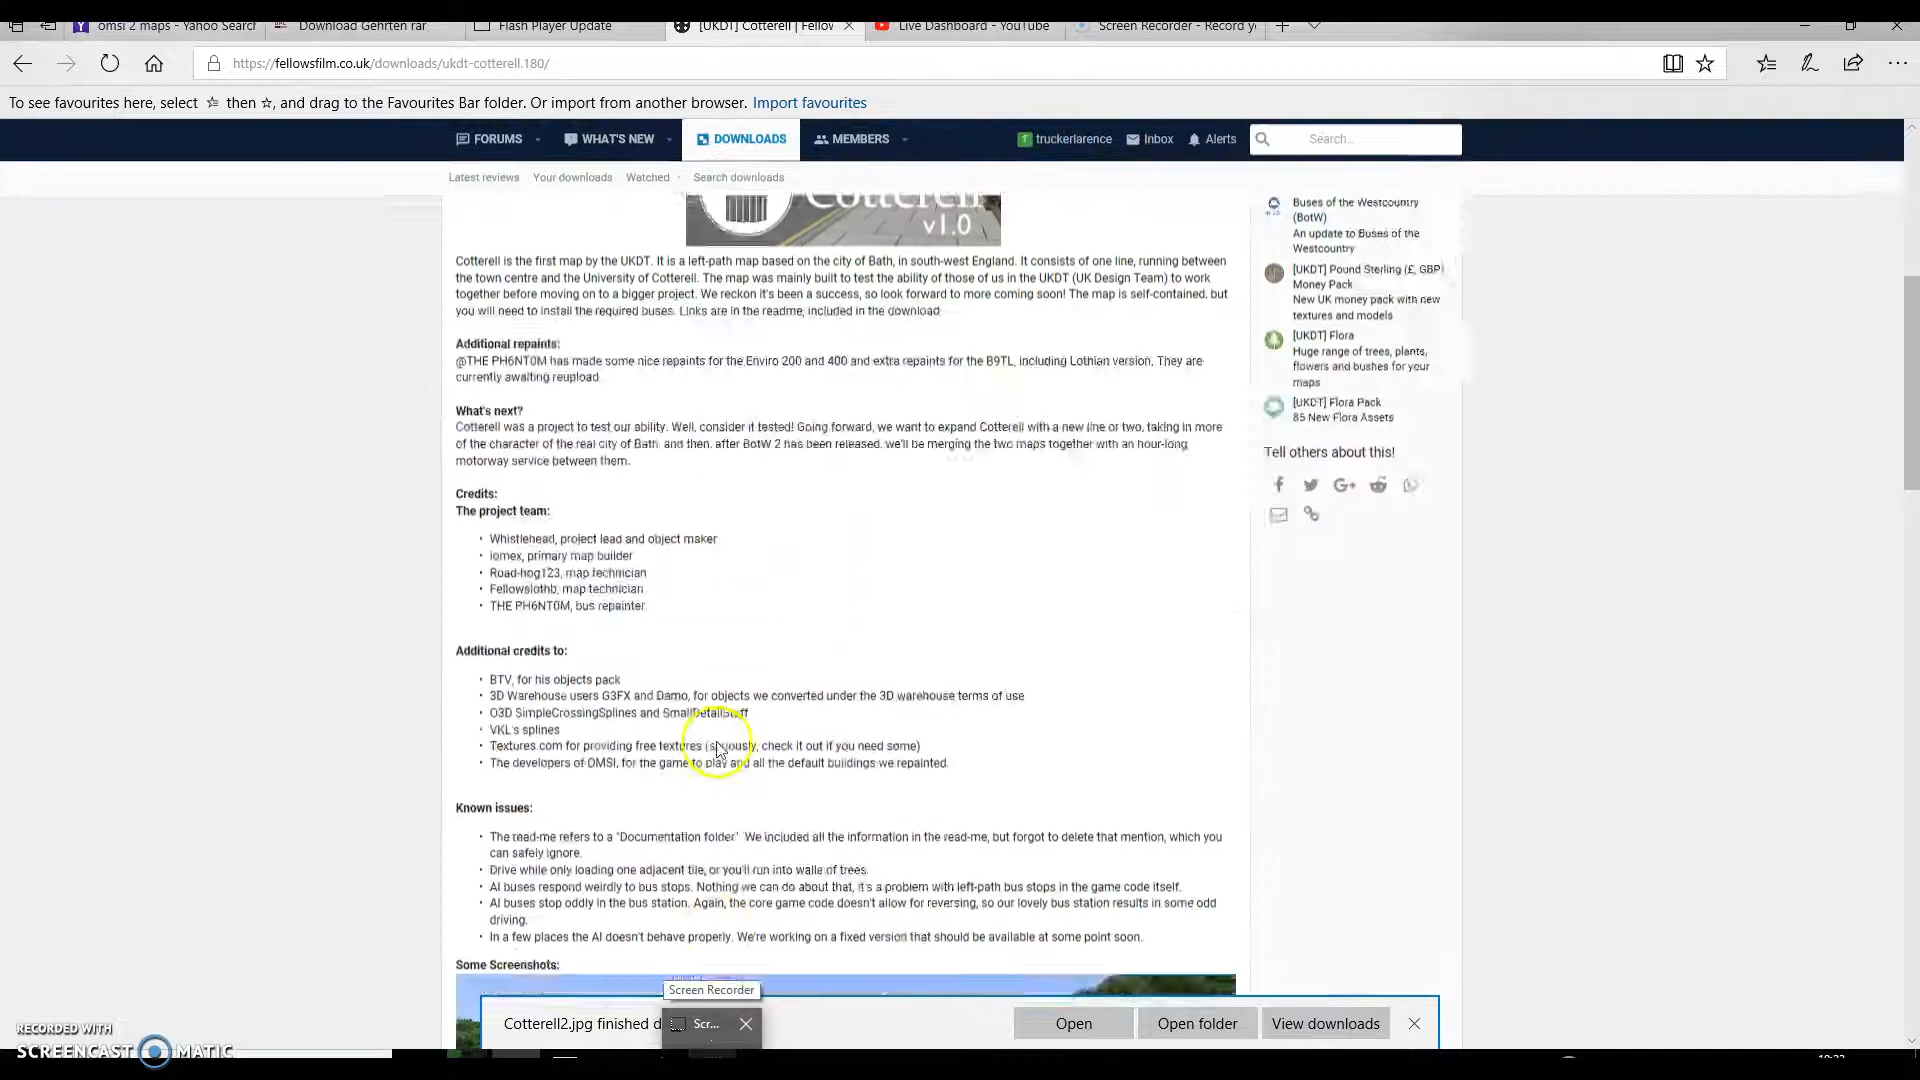 omsi 2 maps - Yahoo Search
Download Gehrten rar
Flash Player Update
[UKDT] Cotterell | Fellow
Live Dashboard - YouTube
Screen Recorder - Record yo
https://fellowsfilm.co.uk/downloads/ukdt-cotterell.180/
To see favourites here, select then , and drag to the Favourites Bar folder. Or import from another browser. Import favourites
FORUMS WHAT'S NEW DOWNLOADS MEMBERS truckerlarence Inbox Alerts Search...
Latest reviews Your downloads Watched Search downloads
Cotterell
v1.0
Cotterell is the first map by the UKDT. It is a left-path map based on the city of Bath, in south-west England. It consists of one line, running between
the town centre and the University of Cotterell. The map was mainly built to test the ability of those of us in the UKDT (UK Design Team) to work
together before moving on to a bigger project. We reckon it's been a success, so look forward to more coming soon! The map is self-contained, but
you will need to install the required buses. Links are in the readme, included in the download
Additional repaints:
@THE PH6NT0M has made some nice repaints for the Enviro 200 and 400 and extra repaints for the B9TL, including Lothian version. They are
currently awaiting reupload
What's next?
Cotterell was a project to test our ability. Well, consider it tested! Going forward, we want to expand Cotterell with a new line or two, taking in more
of the character of the real city of Bath, and then, after BotW 2 has been released, we'll be merging the two maps together with an hour-long
motorway service between them.
Credits:
The project team:
Whistlehead, project lead and object maker
iomex, primary map builder
Road-hog123, map technician
Fellowslothb, map technician
THE PH6NT0M, bus repainter
Additional credits to:
BTV, for his objects pack
3D Warehouse users G3FX and Damo, for objects we converted under the 3D warehouse terms of use
O3D SimpleCrossingSplines and SmallDetailStuff
VKL's splines
Textures.com for providing free textures (seriously, check it out if you need some)
The developers of OMSI, for the game to play and all the default buildings we repainted.
Known issues:
The read-me refers to a "Documentation folder" We included all the information in the read-me, but forgot to delete that mention, which you
can safely ignore.
Drive while only loading one adjacent tile, or you'll run into walls of trees.
AI buses respond weirdly to bus stops. Nothing we can do about that, it's a problem with left-path bus stops in the game code itself.
AI buses stop oddly in the bus station. Again, the core game code doesn't allow for reversing, so our lovely bus station results in some odd
driving.
In a few places the AI doesn't behave properly. We're working on a fixed version that should be available at some point soon.
Some Screenshots:
Buses of the Westcountry
(BotW)
An update to Buses of the
Westcountry
[UKDT] Pound Sterling (£, GBP)
Money Pack
New UK money pack with new
textures and models
[UKDT] Flora
Huge range of trees, plants,
flowers and bushes for your
maps
[UKDT] Flora Pack
85 New Flora Assets
Tell others about this!
Screen Recorder
Cotterell2.jpg finished d
Scr...
Open Open folder View downloads
RECORDED WITH
SCREENCAST MATIC